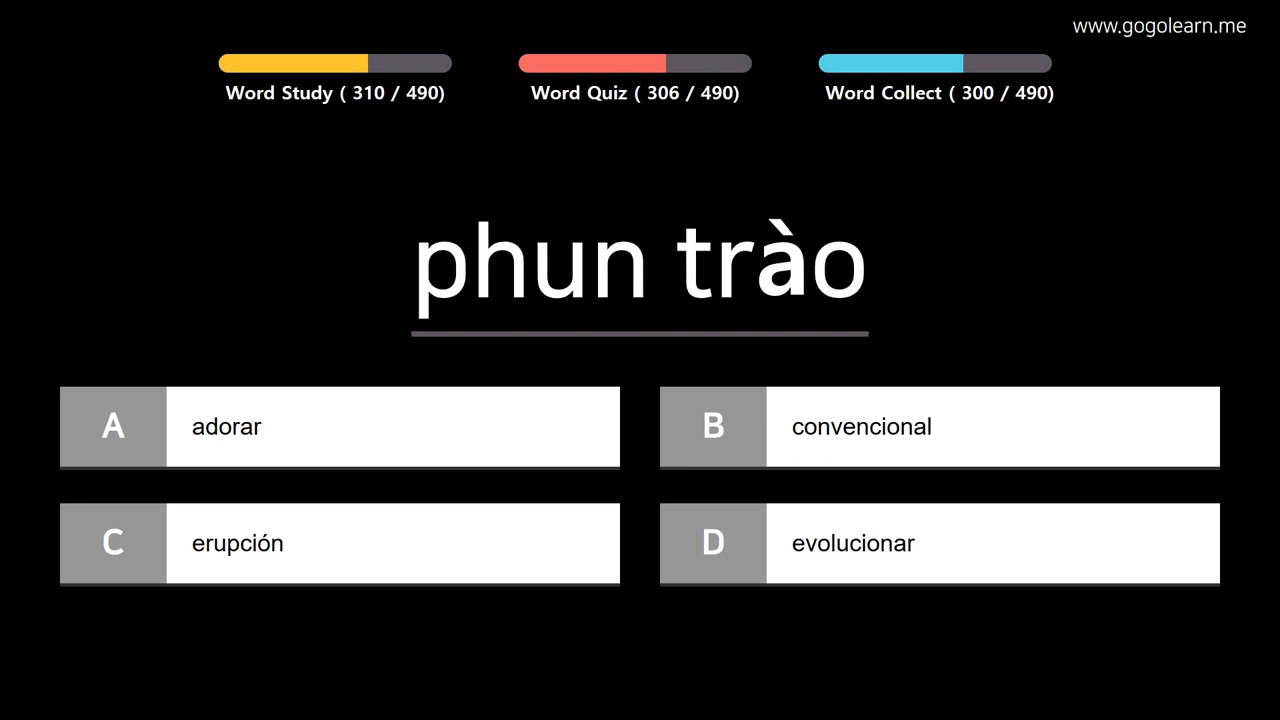 www.gogolearn.me
Word Study ( 310 / 490)
Word Quiz ( 306 / 490)
Word Collect ( 300 / 490)
phun trào
A adorar
B convencional
C erupción
D evolucionar